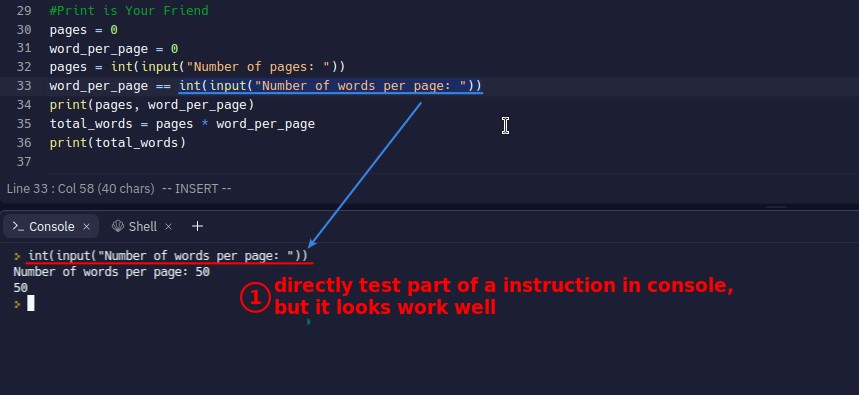 29 #Print is Your Friend
30 pages = 0
31 word_per_page = 0
32 pages = int(input("Number of pages: "))
33 word_per_page == int(input("Number of words per page: "))
34 print(pages, word_per_page)
35 total_words = pages * word_per_page
36 print(total_words)
37
Line 33 : Col 58 (40 chars) -- INSERT --
>_ Console × Shell × +
> int(input("Number of words per page: "))
Number of words per page: 50
50
>
1 directly test part of a instruction in console,
but it looks work well